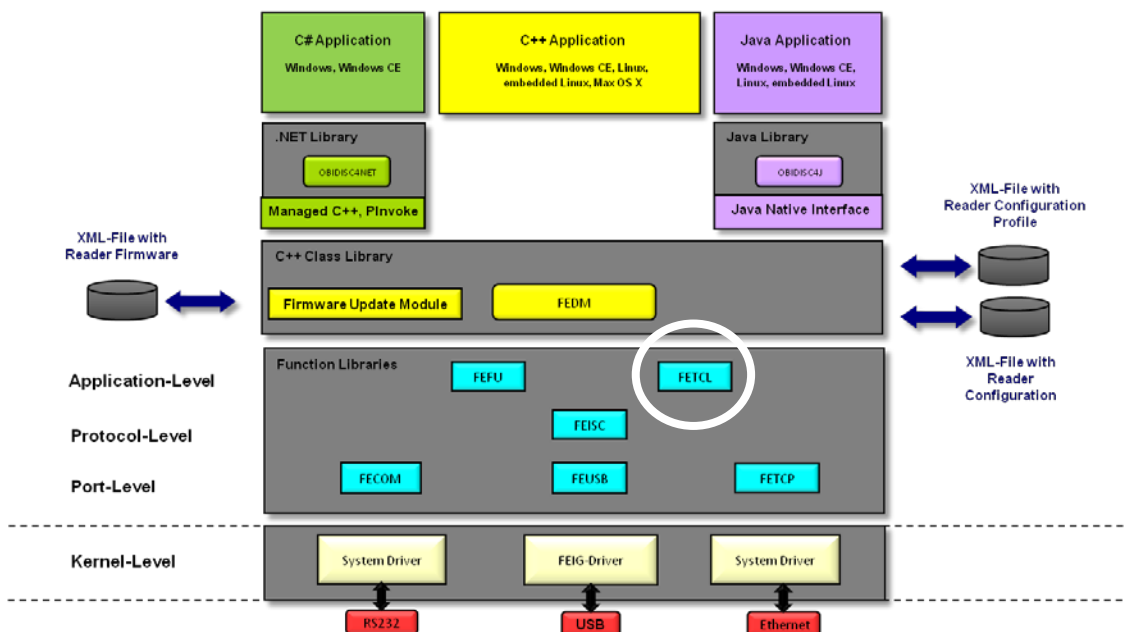 C# Application
Windows, Windows CE
C++ Application
Windows, Windows CE, Linux,
embedded Linux, Max OS X
Java Application
Windows, Windows CE,
Linux, embedded Linux
.NET Library
OBIDISC4NET
Managed C++, PInvoke
Java Library
OBIDISC4J
Java Native Interface
XML-File with
Reader Firmware
XML-File with
Reader Configuration
Profile
C++ Class Library
Firmware Update Module
FEDM
XML-File with
Reader
Configuration
Function Libraries
Application-Level
FEFU
FETCL
Protocol-Level
FEISC
Port-Level
FECOM
FEUSB
FETCP
Kernel-Level
System Driver
FEIG-Driver
System Driver
RS232
USB
Ethernet